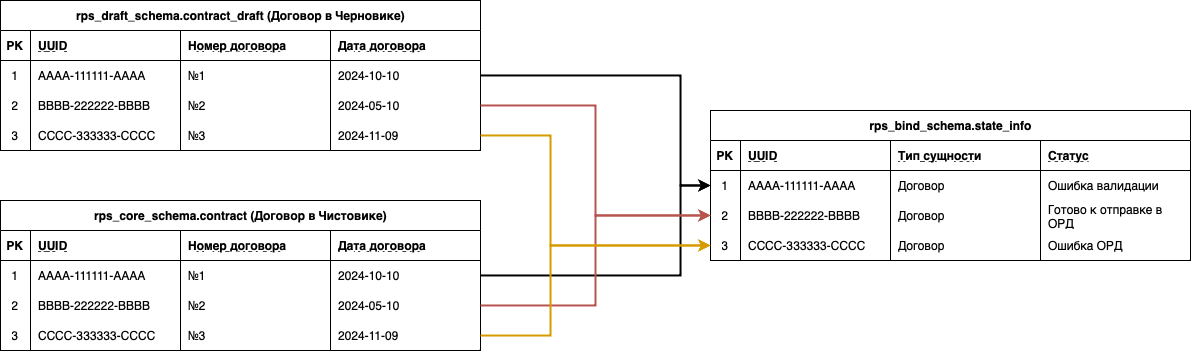 rps_draft_schema.contract_draft (Договор в Черновике)
PK UUID Номер договора Дата договора
1 AAAA-111111-AAAA №1 2024-10-10
2 BBBB-222222-BBBB №2 2024-05-10
3 CCCC-333333-CCCC №3 2024-11-09
rps_core_schema.contract (Договор в Чистовике)
PK UUID Номер договора Дата договора
1 AAAA-111111-AAAA №1 2024-10-10
2 BBBB-222222-BBBB №2 2024-05-10
3 CCCC-333333-CCCC №3 2024-11-09
rps_bind_schema.state_info
PK UUID Тип сущности Статус
1 AAAA-111111-AAAA Договор Ошибка валидации
2 BBBB-222222-BBBB Договор Готово к отправке в
ОРД
3 CCCC-333333-CCCC Договор Ошибка ОРД